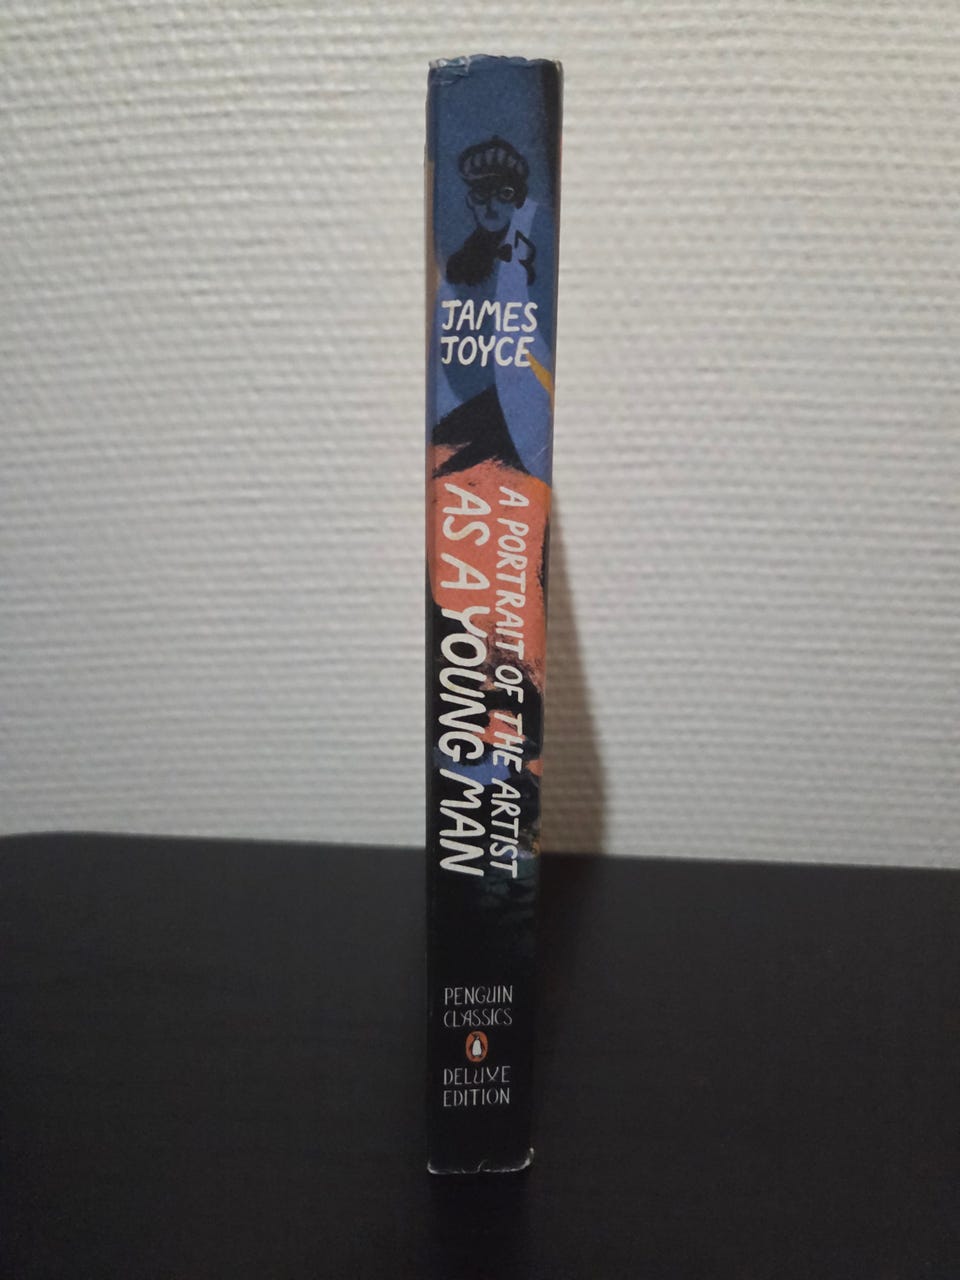 JAMES
JOYCE
A PORTRAIT OF THE ARTIST
AS A YOUNG MAN
PENGUIN
CLASSICS
DELUXE
EDITION